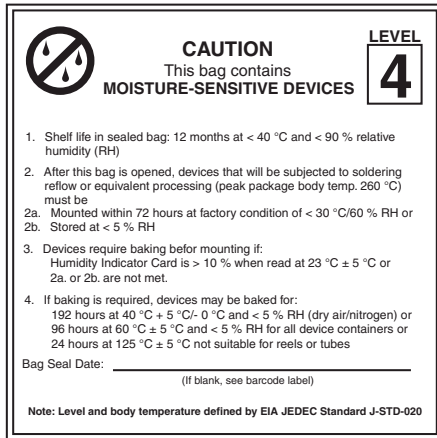 LEVEL
4
CAUTION
This bag contains
MOISTURE-SENSITIVE DEVICES
1. Shelf life in sealed bag: 12 months at < 40 °C and < 90 % relative
humidity (RH)
2. After this bag is opened, devices that will be subjected to soldering
reflow or equivalent processing (peak package body temp. 260 °C)
must be
2a. Mounted within 72 hours at factory condition of < 30 °C/60 % RH or
2b. Stored at < 5 % RH
3. Devices require baking befor mounting if:
Humidity Indicator Card is > 10 % when read at 23 °C ± 5 °C or
2a. or 2b. are not met.
4. If baking is required, devices may be baked for:
192 hours at 40 °C + 5 °C/- 0 °C and < 5 % RH (dry air/nitrogen) or
96 hours at 60 °C ± 5 °C and < 5 % RH for all device containers or
24 hours at 125 °C ± 5 °C not suitable for reels or tubes
Bag Seal Date:
(If blank, see barcode label)
Note: Level and body temperature defined by EIA JEDEC Standard J-STD-020